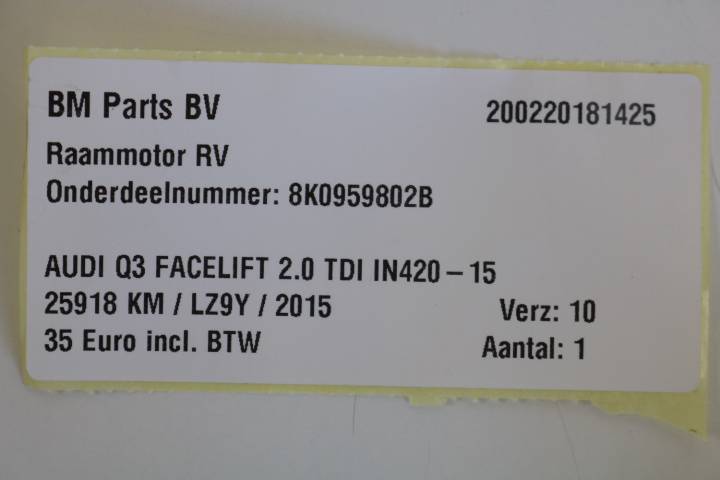 BM Parts BV 200220181425
Raammotor RV
Onderdeelnummer: 8K0959802B
AUDI Q3 FACELIFT 2.0 TDI IN420 – 15
25918 KM / LZ9Y / 2015 Verz: 10
35 Euro incl. BTW Aantal: 1